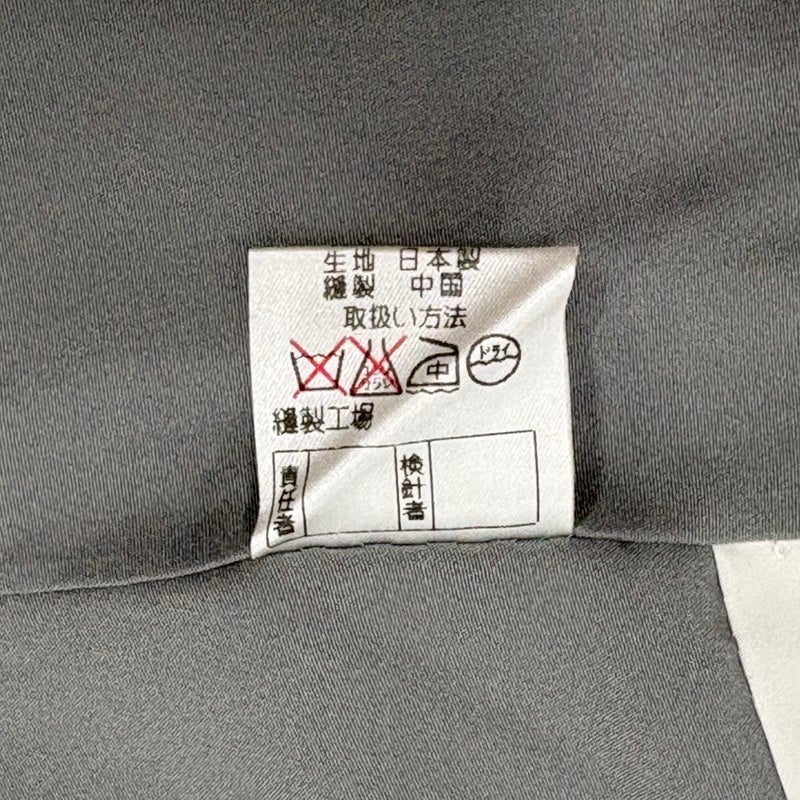 生地 日本製
縫製 中国
取扱い方法
中 ドライ
縫製工場
責任者 検針者